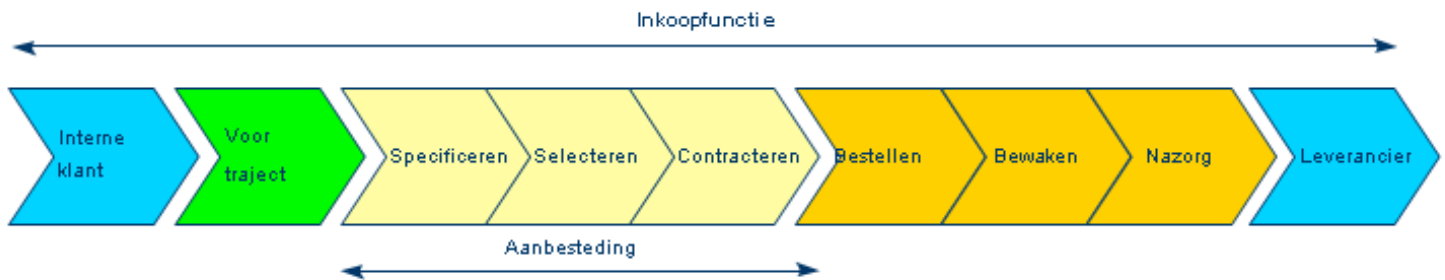 Inkoopfunctie
Interne
klant
Voor
traject
Specificeren
Selecteren
Contracteren
Bestellen
Bewaken
Nazorg
Leverancier
Aanbesteding